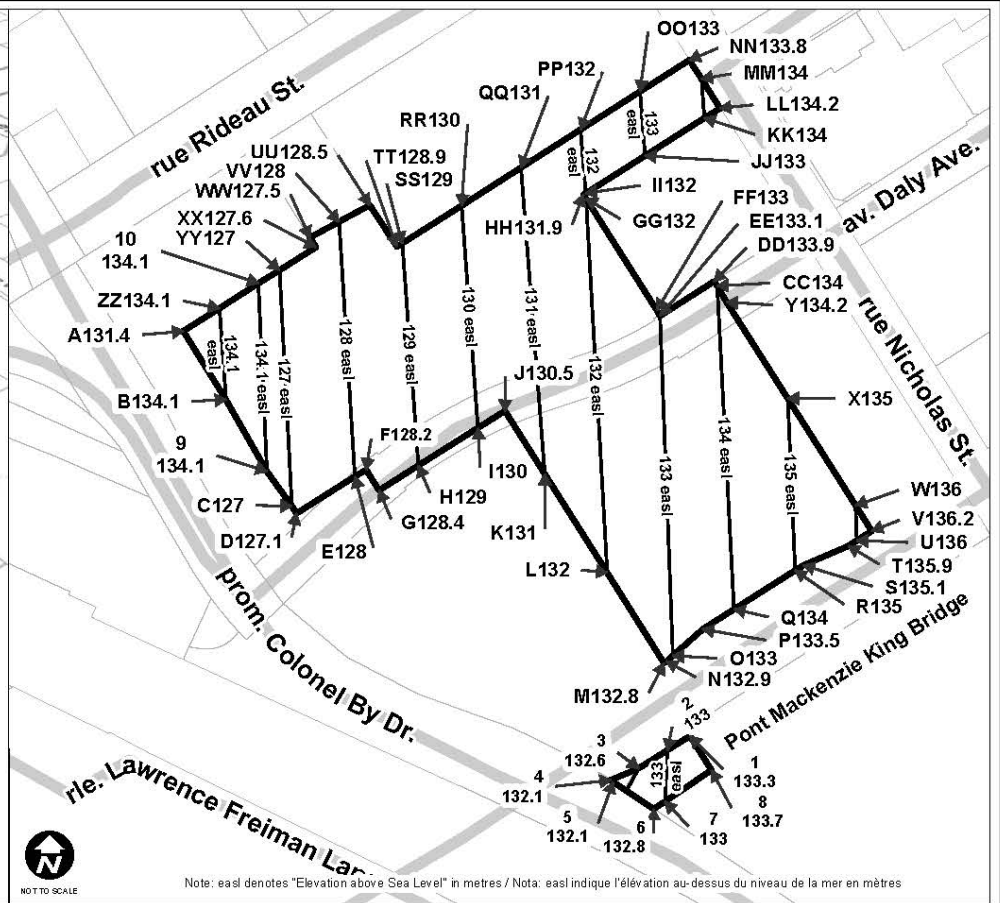 OO133
NN133.8
PP132
MM134
QQ131
LL134.2
rue Rideau St.
RR130
KK134
133 easl
UU128.5
TT128.9
JJ133
av. Daly Ave.
VV128
SS129
132 easl
WW127.5
II132
FF133
XX127.6
HH131.9
GG132
EE133.1
10
134.1
YY127
DD133.9
CC134
ZZ134.1
Y134.2
A131.4
134.1 easl
134.1 easl
127 easl
128 easl
129 easl
130 easl
131 easl
132 easl
133 easl
134 easl
135 easl
rue Nicholas St.
J130.5
B134.1
X135
9
134.1
F128.2
I130
C127
H129
W136
D127.1
G128.4
K131
V136.2
E128
U136
L132
T135.9
S135.1
R135
prom. Colonel By Dr.
Q134
P133.5
O133
N132.9
M132.8
Pont Mackenzie King Bridge
2
133
3
132.6
133 easl
1
133.3
4
132.1
8
133.7
5
132.1
6
132.8
7
133
rle. Lawrence Freiman Lan
N
NOT TO SCALE
Note: easl denotes "Elevation above Sea Level" in metres / Nota: easl indique l'élévation au-dessus du niveau de la mer en mètres